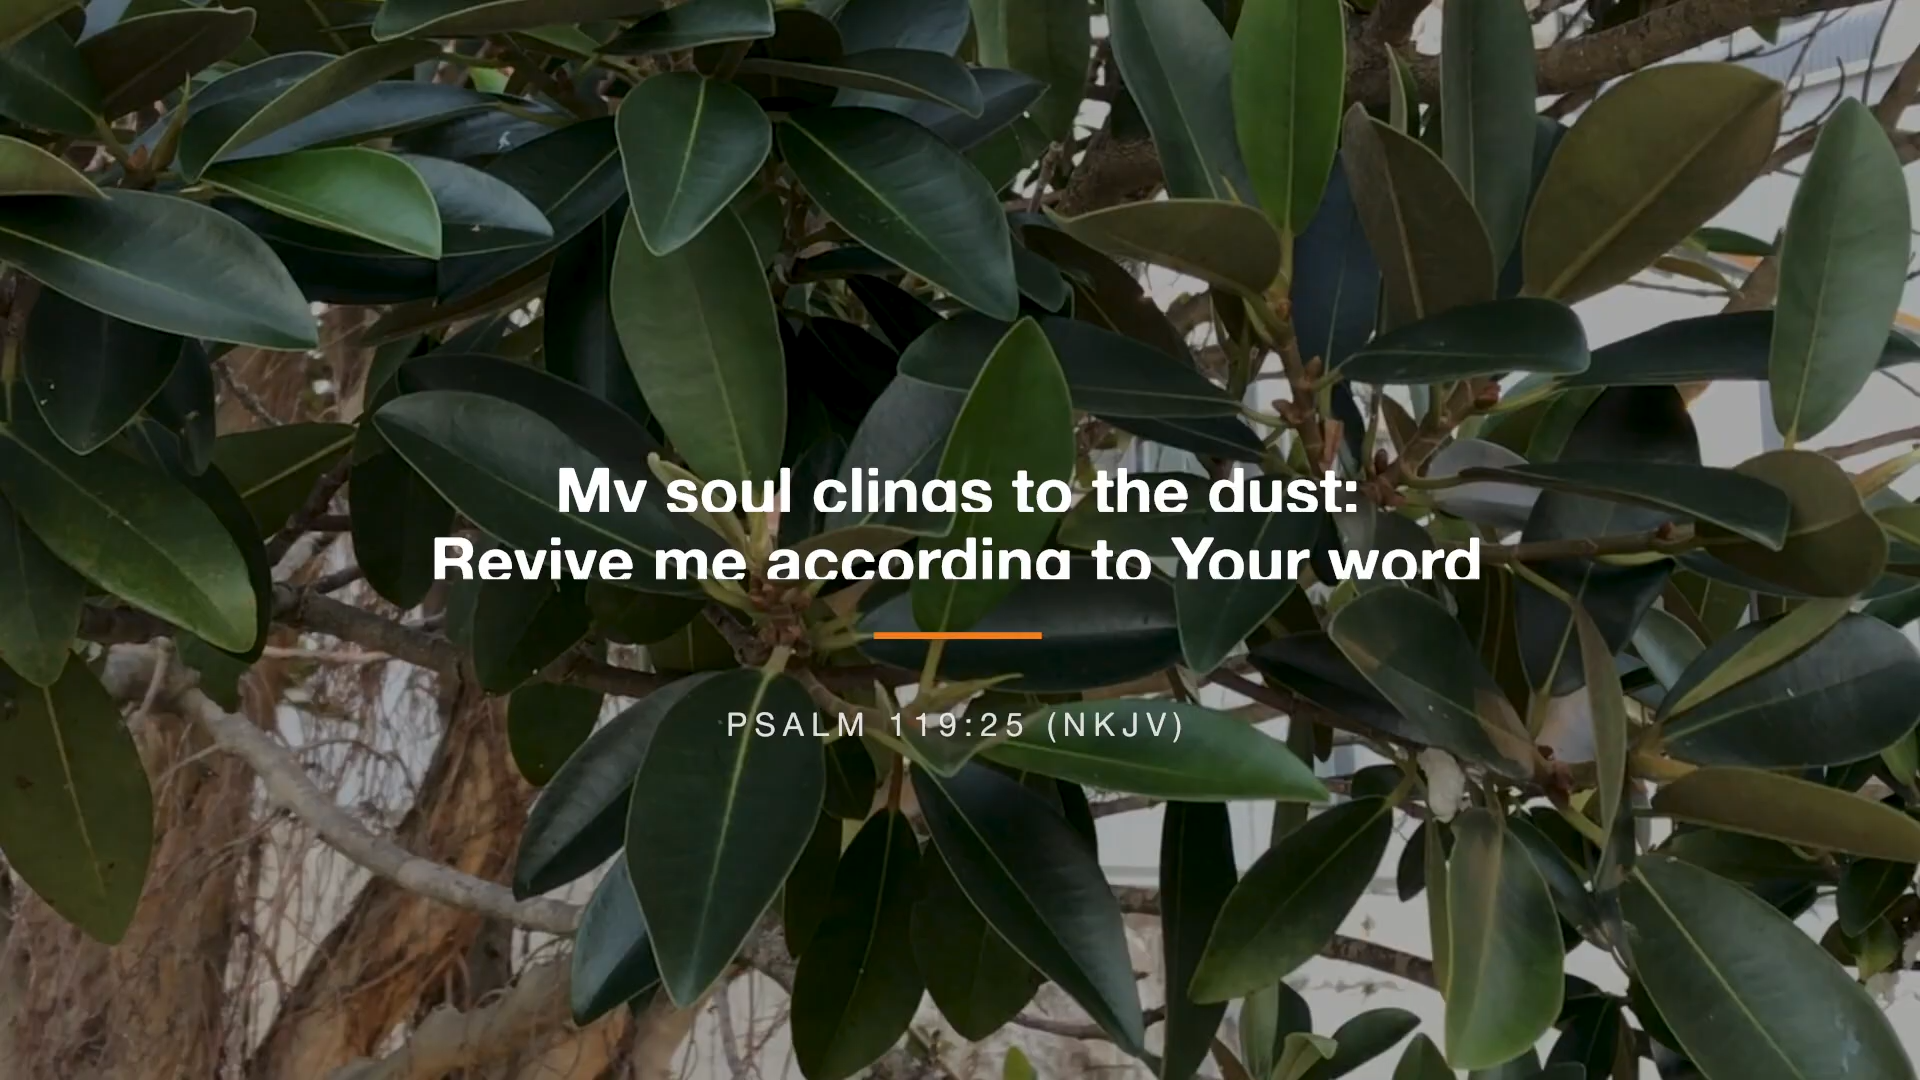 My soul clings to the dust:
Revive me according to Your word
PSALM 119:25 (NKJV)